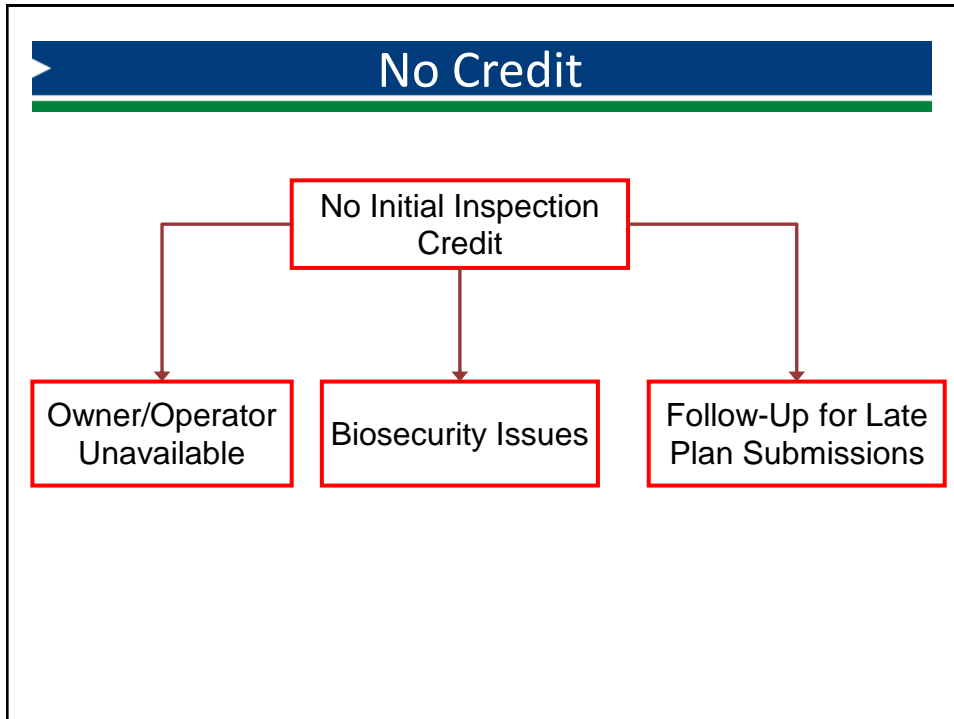 No Credit
No Initial Inspection
Credit
Owner/Operator
Unavailable
Biosecurity Issues
Follow-Up for Late
Plan Submissions